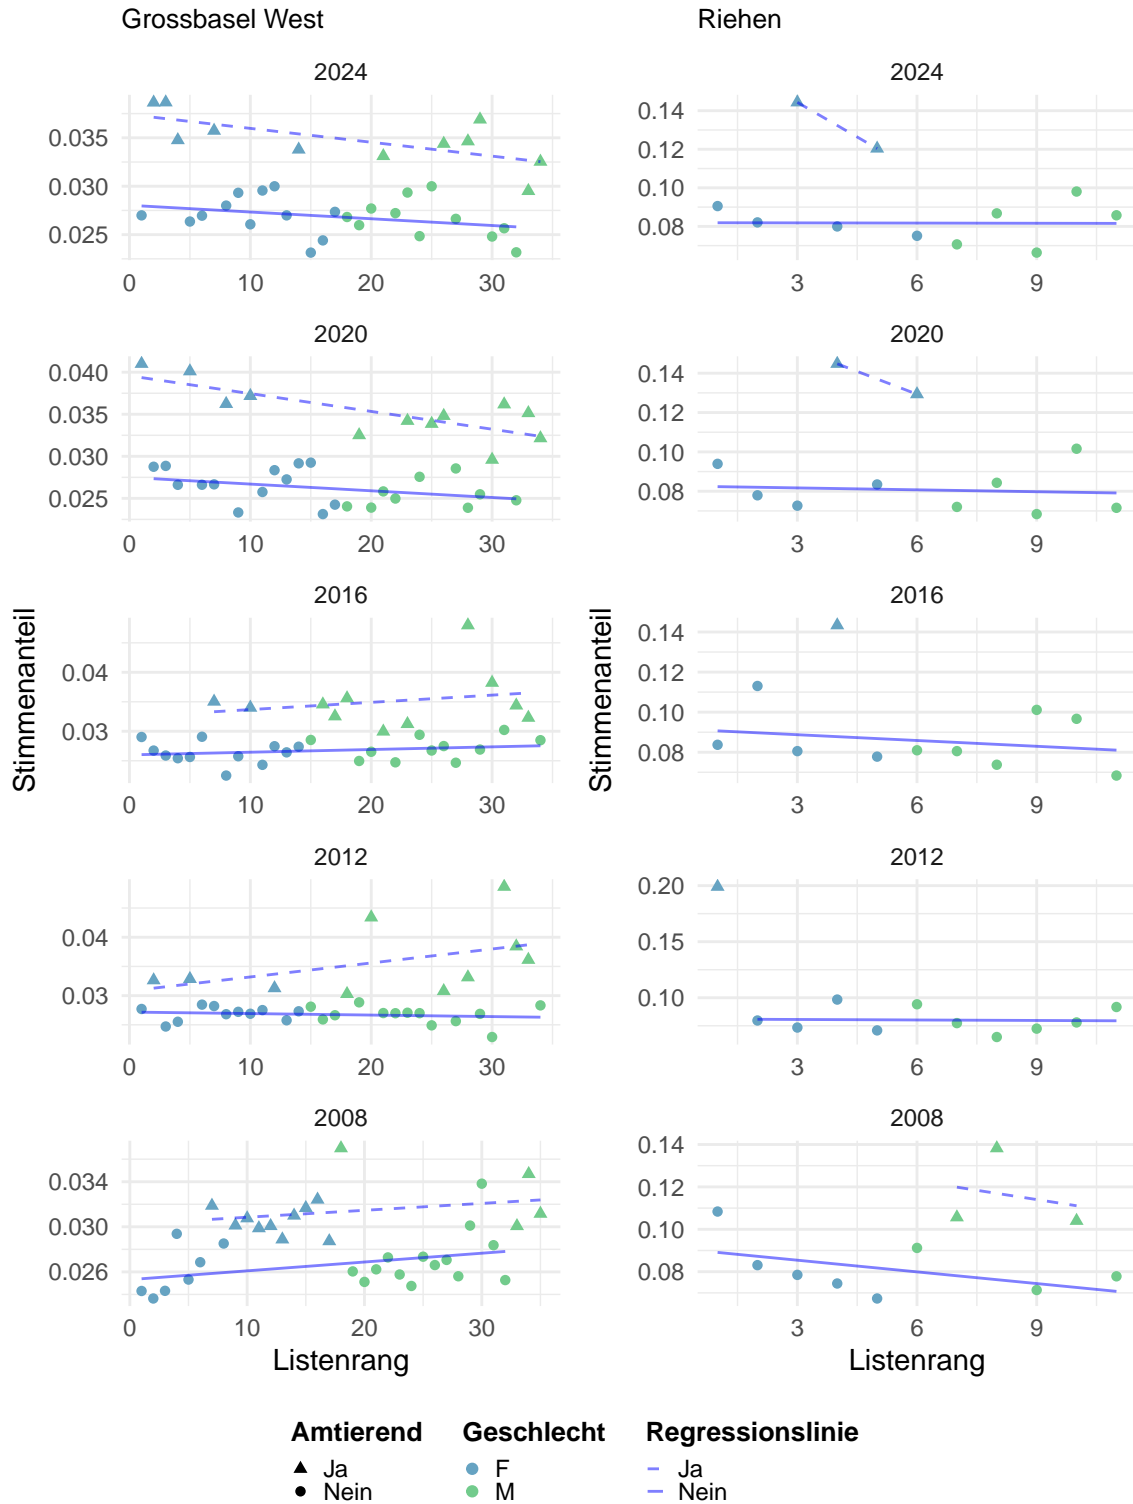 Grossbasel West
Riehen
2024
0.035
0.030
0.025
0 10 20 30
2024
0.14
0.12
0.10
0.08
3 6 9
2020
0.040
0.035
0.030
0.025
0 10 20 30
2020
0.14
0.12
0.10
0.08
3 6 9
2016
0.04
0.03
0 10 20 30
2016
0.14
0.12
0.10
0.08
3 6 9
Stimmenanteil
Stimmenanteil
2012
0.04
0.03
0 10 20 30
2012
0.20
0.15
0.10
3 6 9
2008
0.034
0.030
0.026
0 10 20 30
2008
0.14
0.12
0.10
0.08
3 6 9
Listenrang
Listenrang
Amtierend
Ja
Nein
Geschlecht
F
M
Regressionslinie
Ja
Nein